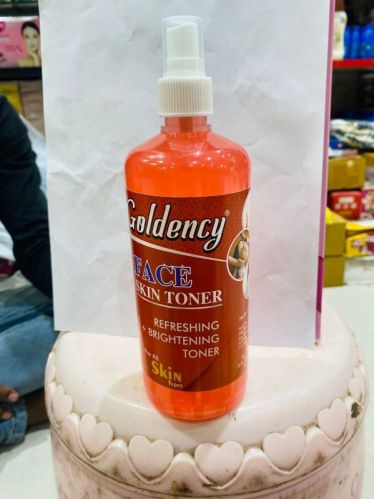 Goldency®
FACE
SKIN TONER
REFRESHING
+ BRIGHTENING
TONER
For All
Skin
Types